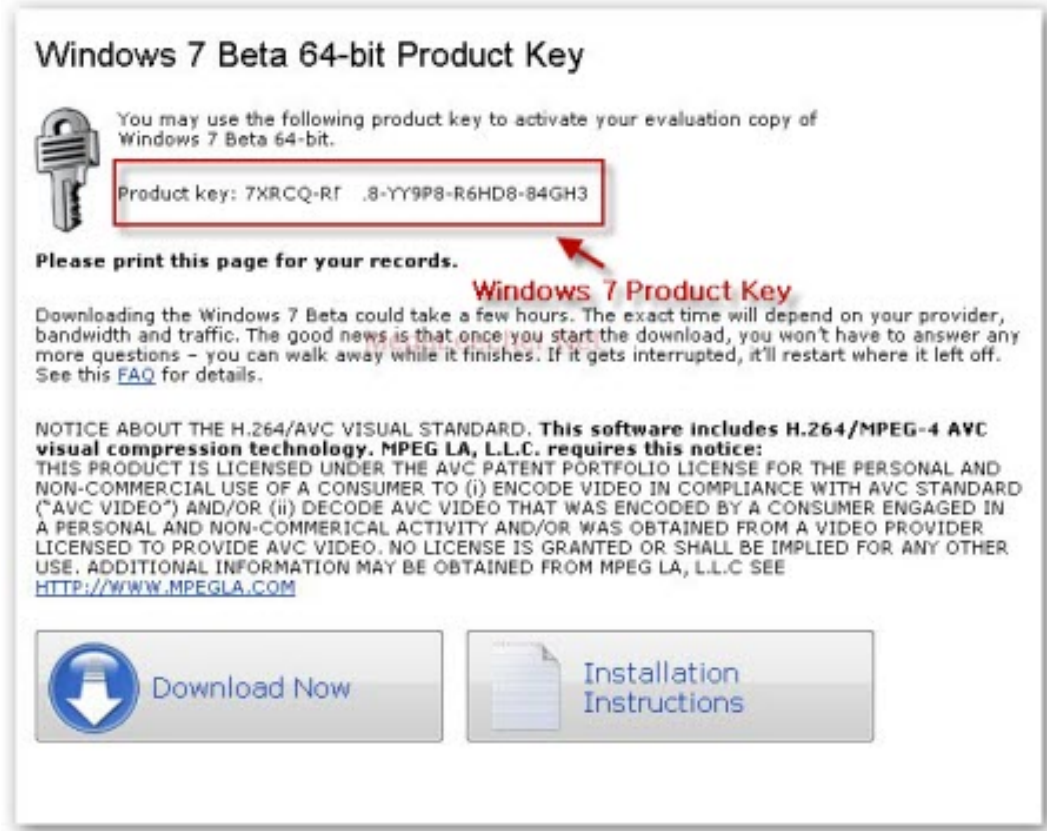 Windows 7 Beta 64-bit Product Key
You may use the following product key to activate your evaluation copy of
Windows 7 Beta 64-bit.
Product key: 7XRCQ-R .8-YY9P8-R6HD8-84GH3
Please print this page for your records.
Windows 7 Product Key
Downloading the Windows 7 Beta could take a few hours. The exact time will depend on your provider,
bandwidth and traffic. The good news is that once you start the download, you won't have to answer any
more questions – you can walk away while it finishes. If it gets interrupted, it'll restart where it left off.
See this FAQ for details.
NOTICE ABOUT THE H.264/AVC VISUAL STANDARD. This software includes H.264/MPEG-4 AVC
visual compression technology. MPEG LA, L.L.C. requires this notice:
THIS PRODUCT IS LICENSED UNDER THE AVC PATENT PORTFOLIO LICENSE FOR THE PERSONAL AND
NON-COMMERCIAL USE OF A CONSUMER TO (i) ENCODE VIDEO IN COMPLIANCE WITH AVC STANDARD
("AVC VIDEO") AND/OR (ii) DECODE AVC VIDEO THAT WAS ENCODED BY A CONSUMER ENGAGED IN
A PERSONAL AND NON-COMMERICAL ACTIVITY AND/OR WAS OBTAINED FROM A VIDEO PROVIDER
LICENSED TO PROVIDE AVC VIDEO. NO LICENSE IS GRANTED OR SHALL BE IMPLIED FOR ANY OTHER
USE. ADDITIONAL INFORMATION MAY BE OBTAINED FROM MPEG LA, L.L.C SEE
HTTP://WWW.MPEGLA.COM
Download Now
Installation
Instructions